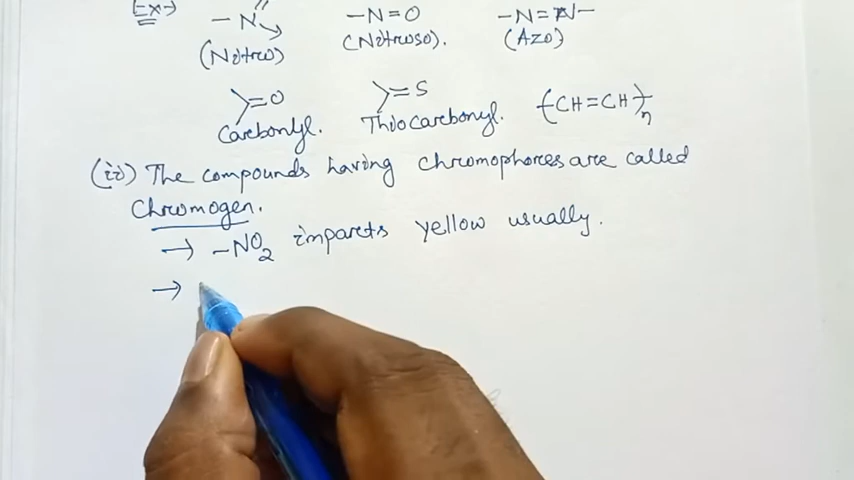 Ex→
-N → -N=O -N=N-
(Nitro) (Nitroso). (Azo)
>=O >=S (CH=CH)n
Carbonyl. Thiocarbonyl.
(ii) The compounds having chromophores are called
Chromogen.
→ -NO2 imparts yellow usually.
→